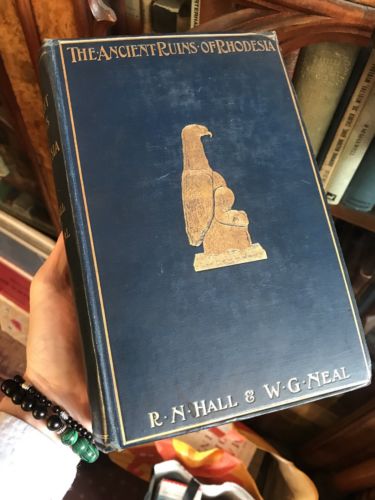 THE ANCIENT RUINS OF RHODESIA
R·N·HALL & W·G·NEAL